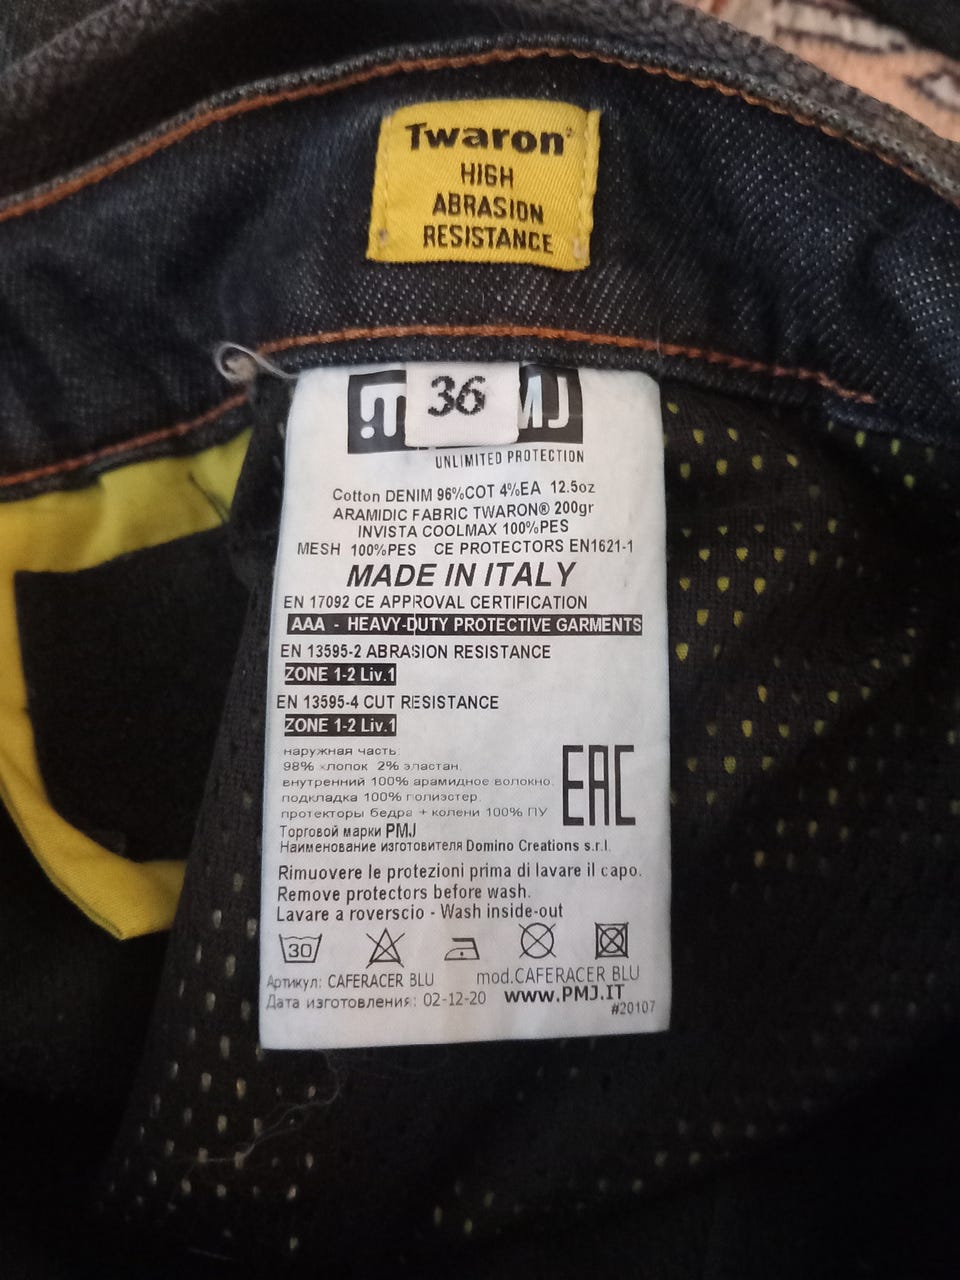 Twaron®
HIGH
ABRASION
RESISTANCE
36
MJ
UNLIMITED PROTECTION
Cotton DENIM 96%COT 4%EA 12.5oz
ARAMIDIC FABRIC TWARON® 200gr
INVISTA COOLMAX 100%PES
MESH 100%PES CE PROTECTORS EN1621-1
MADE IN ITALY
EN 17092 CE APPROVAL CERTIFICATION
AAA - HEAVY-DUTY PROTECTIVE GARMENTS
EN 13595-2 ABRASION RESISTANCE
ZONE 1-2 Liv.1
EN 13595-4 CUT RESISTANCE
ZONE 1-2 Liv.1
наружная часть:
98% хлопок 2% эластан,
внутренний 100% арамидное волокно,
подкладка 100% полиэстер,
протекторы бедра + колени 100% ПУ
EAC
Торговой марки PMJ
Наименование изготовителя Domino Creations s.r.l.
Rimuovere le protezioni prima di lavare il capo.
Remove protectors before wash.
Lavare a roverscio - Wash inside-out
30
Артикул: CAFERACER BLU mod.CAFERACER BLU
Дата изготовления: 02-12-20 www.PMJ.IT
#20107